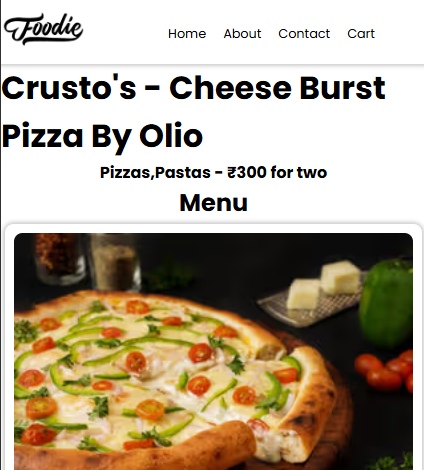 Foodie
Home About Contact Cart
Crusto's - Cheese Burst
Pizza By Olio
Pizzas,Pastas - ₹300 for two
Menu